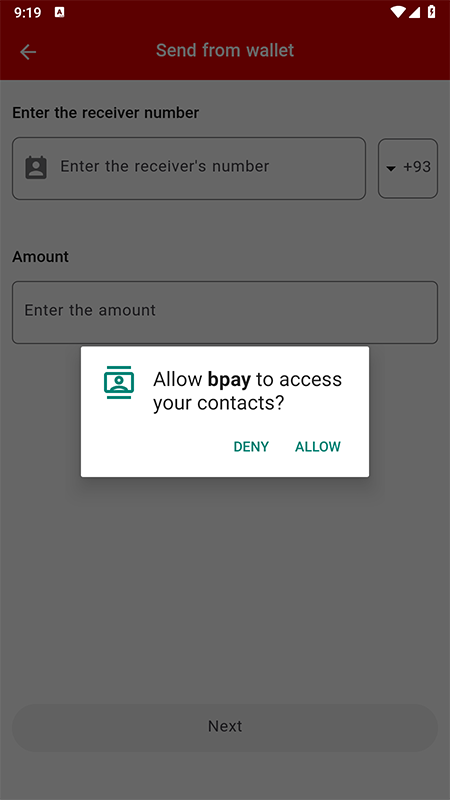 9:19
Send from wallet
Enter the receiver number
Enter the receiver's number
+93
Amount
Enter the amount
Allow bpay to access
your contacts?
DENY ALLOW
Next